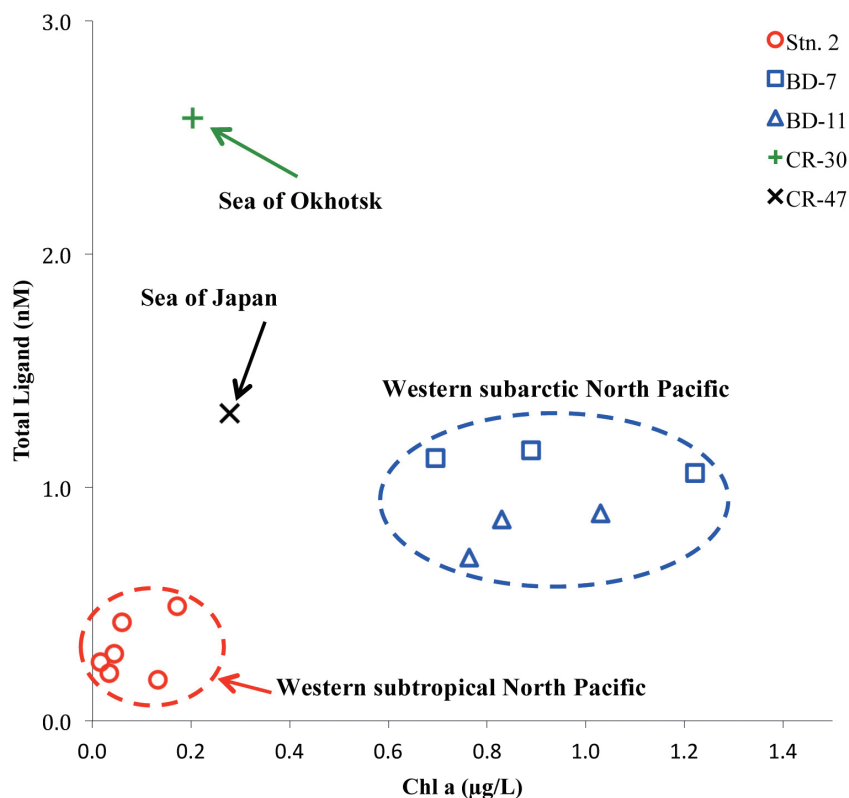 3.0
Stn. 2
BD-7
BD-11
CR-30
CR-47
Sea of Okhotsk
2.0
Sea of Japan
Total Ligand (nM)
Western subarctic North Pacific
1.0
Western subtropical North Pacific
0.0
0.0 0.2 0.4 0.6 0.8 1.0 1.2 1.4
Chl a (μg/L)